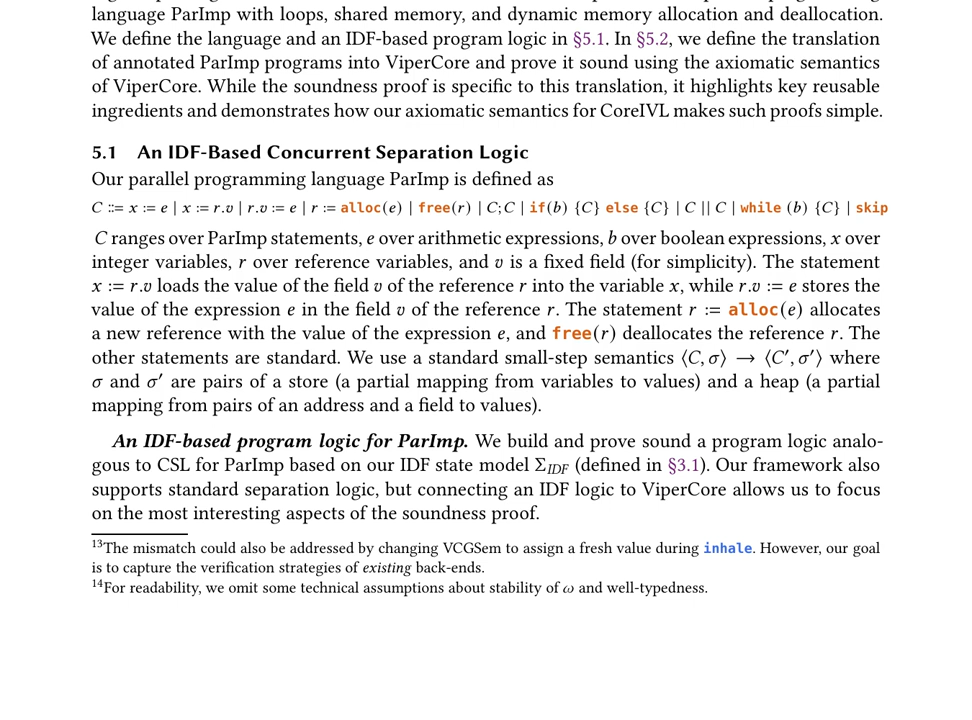 language ParImp with loops, shared memory, and dynamic memory allocation and deallocation.
We define the language and an IDF-based program logic in §5.1. In §5.2, we define the translation
of annotated ParImp programs into ViperCore and prove it sound using the axiomatic semantics
of ViperCore. While the soundness proof is specific to this translation, it highlights key reusable
ingredients and demonstrates how our axiomatic semantics for CoreIVL makes such proofs simple.
5.1 An IDF-Based Concurrent Separation Logic
Our parallel programming language ParImp is defined as
C ::= x := e | x := r.v | r.v := e | r := alloc(e) | free(r) | C; C | if(b) {C} else {C} | C || C | while (b) {C} | skip
C ranges over ParImp statements, e over arithmetic expressions, b over boolean expressions, x over
integer variables, r over reference variables, and v is a fixed field (for simplicity). The statement
x := r.v loads the value of the field v of the reference r into the variable x, while r.v := e stores the
value of the expression e in the field v of the reference r. The statement r := alloc(e) allocates
a new reference with the value of the expression e, and free(r) deallocates the reference r. The
other statements are standard. We use a standard small-step semantics ⟨C, σ⟩ → ⟨C′, σ′⟩ where
σ and σ′ are pairs of a store (a partial mapping from variables to values) and a heap (a partial
mapping from pairs of an address and a field to values).
An IDF-based program logic for ParImp. We build and prove sound a program logic analo-
gous to CSL for ParImp based on our IDF state model Σ_IDF (defined in §3.1). Our framework also
supports standard separation logic, but connecting an IDF logic to ViperCore allows us to focus
on the most interesting aspects of the soundness proof.
13The mismatch could also be addressed by changing VCGSem to assign a fresh value during inhale. However, our goal
is to capture the verification strategies of existing back-ends.
14For readability, we omit some technical assumptions about stability of ω and well-typedness.